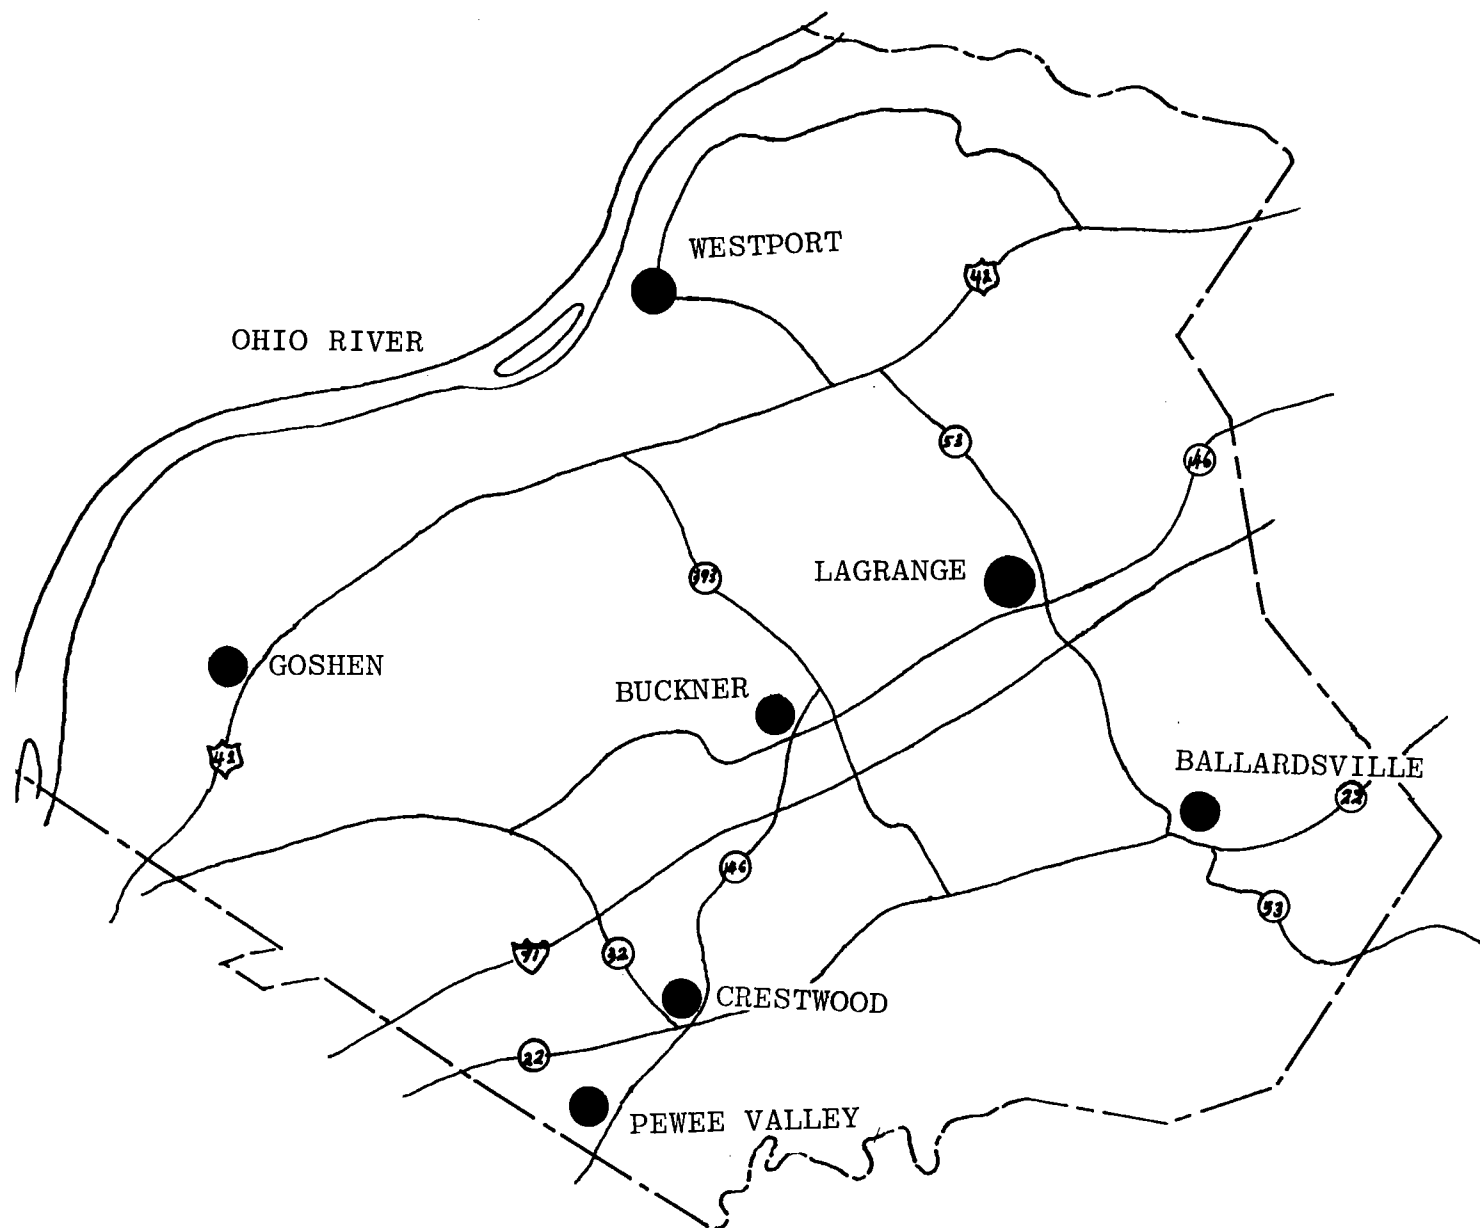 WESTPORT
42
OHIO RIVER
53
146
LAGRANGE
393
GOSHEN
BUCKNER
42
BALLARDSVILLE
22
146
53
71
32
CRESTWOOD
22
PEWEE VALLEY